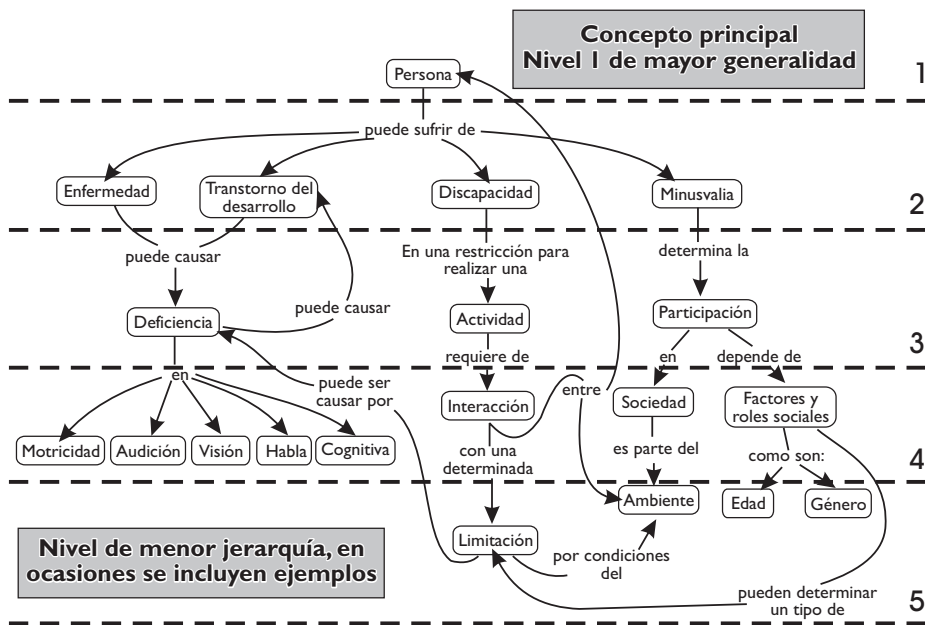 Concepto principal
Nivel 1 de mayor generalidad
1
Persona
puede sufrir de
Enfermedad
Transtorno del
desarrollo
Discapacidad
Minusvalia
2
puede causar
En una restricción para
realizar una
determina la
puede causar
Deficiencia
Actividad
Participación
3
requiere de
en
depende de
en
puede ser
causar por
Interacción
entre
Sociedad
Factores y
roles sociales
Motricidad
Audición
Visión
Habla
Cognitiva
con una
determinada
es parte del
como son:
4
Ambiente
Edad
Género
Nivel de menor jerarquía, en
ocasiones se incluyen ejemplos
Limitación
por condiciones
del
pueden determinar
un tipo de
5